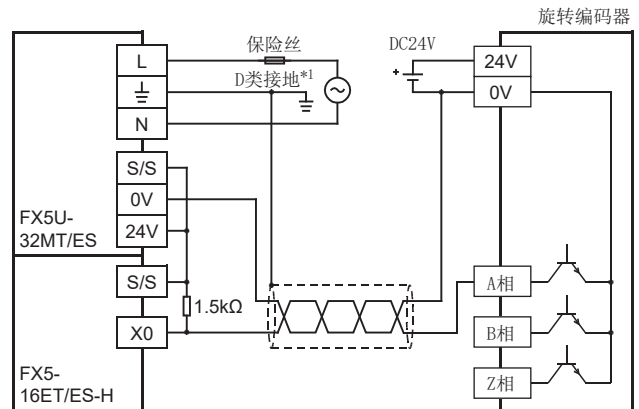 旋转编码器
保险丝
DC24V
L
D类接地*1
24V
0V
N
S/S
0V
24V
FX5U-
32MT/ES
S/S
1.5kΩ
X0
A相
B相
Z相
FX5-
16ET/ES-H
+